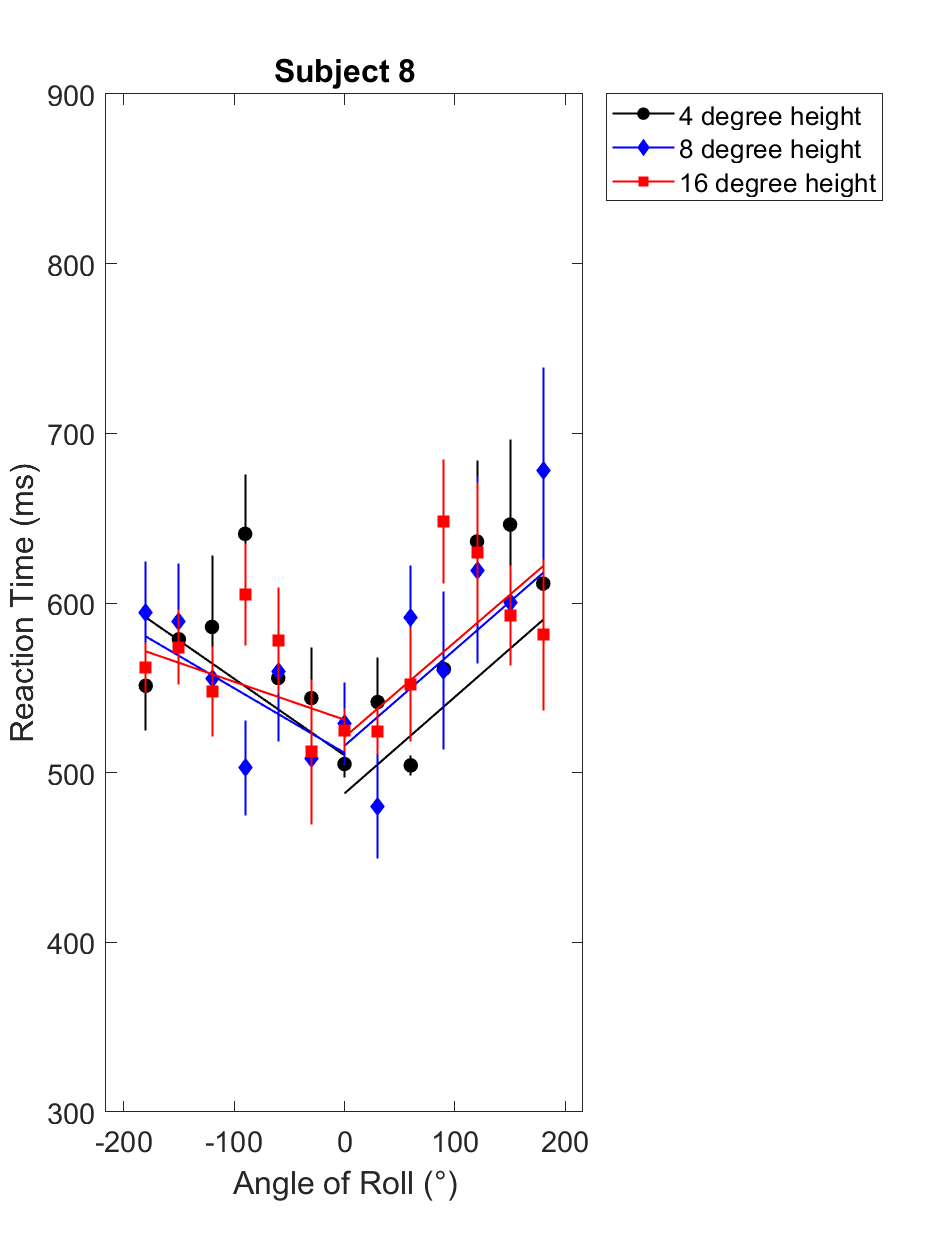 Subject 8
900
800
700
600
500
400
300
Reaction Time (ms)
-200 -100 0 100 200
Angle of Roll (°)
4 degree height
8 degree height
16 degree height